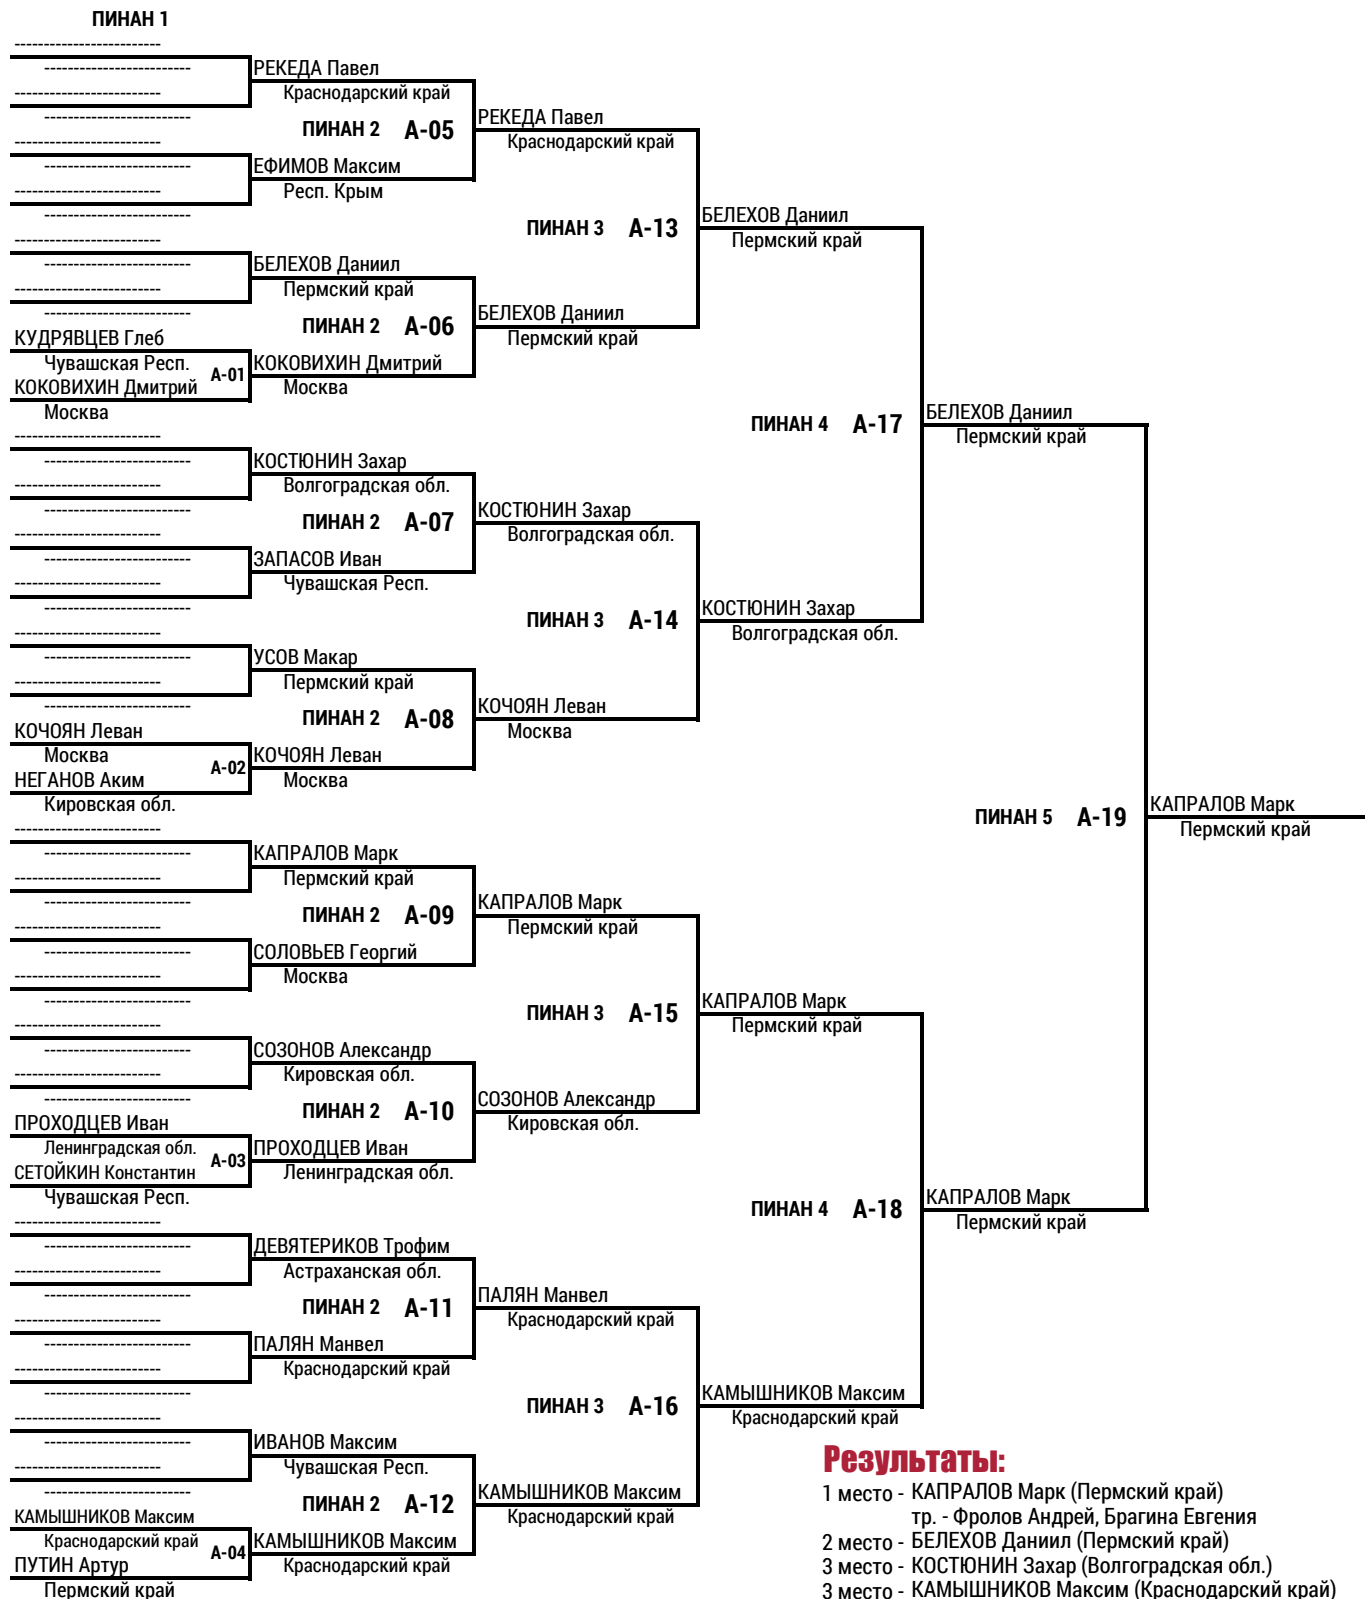 ПИНАН 1
-------------------------
-------------------------
РЕКЕДА Павел
-------------------------
Краснодарский край
-------------------------
ПИНАН 2 А-05
РЕКЕДА Павел
Краснодарский край
-------------------------
-------------------------
ЕФИМОВ Максим
-------------------------
Респ. Крым
-------------------------
ПИНАН 3 А-13
БЕЛЕХОВ Даниил
Пермский край
-------------------------
-------------------------
БЕЛЕХОВ Даниил
-------------------------
Пермский край
-------------------------
ПИНАН 2 А-06
БЕЛЕХОВ Даниил
Пермский край
КУДРЯВЦЕВ Глеб
Чувашская Респ.
А-01
КОКОВИХИН Дмитрий
Москва
КОКОВИХИН Дмитрий
Москва
ПИНАН 4 А-17
БЕЛЕХОВ Даниил
Пермский край
-------------------------
-------------------------
КОСТЮНИН Захар
-------------------------
Волгоградская обл.
-------------------------
ПИНАН 2 А-07
КОСТЮНИН Захар
Волгоградская обл.
-------------------------
-------------------------
ЗАПАСОВ Иван
-------------------------
Чувашская Респ.
-------------------------
ПИНАН 3 А-14
КОСТЮНИН Захар
Волгоградская обл.
-------------------------
-------------------------
УСОВ Макар
-------------------------
Пермский край
-------------------------
ПИНАН 2 А-08
КОЧОЯН Леван
Москва
КОЧОЯН Леван
Москва
А-02
КОЧОЯН Леван
Москва
НЕГАНОВ Аким
Кировская обл.
ПИНАН 5 А-19
КАПРАЛОВ Марк
Пермский край
-------------------------
-------------------------
КАПРАЛОВ Марк
-------------------------
Пермский край
-------------------------
ПИНАН 2 А-09
КАПРАЛОВ Марк
Пермский край
-------------------------
-------------------------
СОЛОВЬЕВ Георгий
-------------------------
Москва
-------------------------
ПИНАН 3 А-15
КАПРАЛОВ Марк
Пермский край
-------------------------
-------------------------
СОЗОНОВ Александр
-------------------------
Кировская обл.
-------------------------
ПИНАН 2 А-10
СОЗОНОВ Александр
Кировская обл.
ПРОХОДЦЕВ Иван
Ленинградская обл.
А-03
ПРОХОДЦЕВ Иван
Ленинградская обл.
СЕТОЙКИН Константин
Чувашская Респ.
ПИНАН 4 А-18
КАПРАЛОВ Марк
Пермский край
-------------------------
-------------------------
ДЕВЯТЕРИКОВ Трофим
-------------------------
Астраханская обл.
-------------------------
ПИНАН 2 А-11
ПАЛЯН Манвел
Краснодарский край
-------------------------
-------------------------
ПАЛЯН Манвел
-------------------------
Краснодарский край
-------------------------
ПИНАН 3 А-16
КАМЫШНИКОВ Максим
Краснодарский край
-------------------------
-------------------------
ИВАНОВ Максим
-------------------------
Чувашская Респ.
-------------------------
ПИНАН 2 А-12
КАМЫШНИКОВ Максим
Краснодарский край
КАМЫШНИКОВ Максим
Краснодарский край
А-04
КАМЫШНИКОВ Максим
Краснодарский край
ПУТИН Артур
Пермский край
Результаты:
1 место - КАПРАЛОВ Марк (Пермский край)
тр. - Фролов Андрей, Брагина Евгения
2 место - БЕЛЕХОВ Даниил (Пермский край)
3 место - КОСТЮНИН Захар (Волгоградская обл.)
3 место - КАМЫШНИКОВ Максим (Краснодарский край)